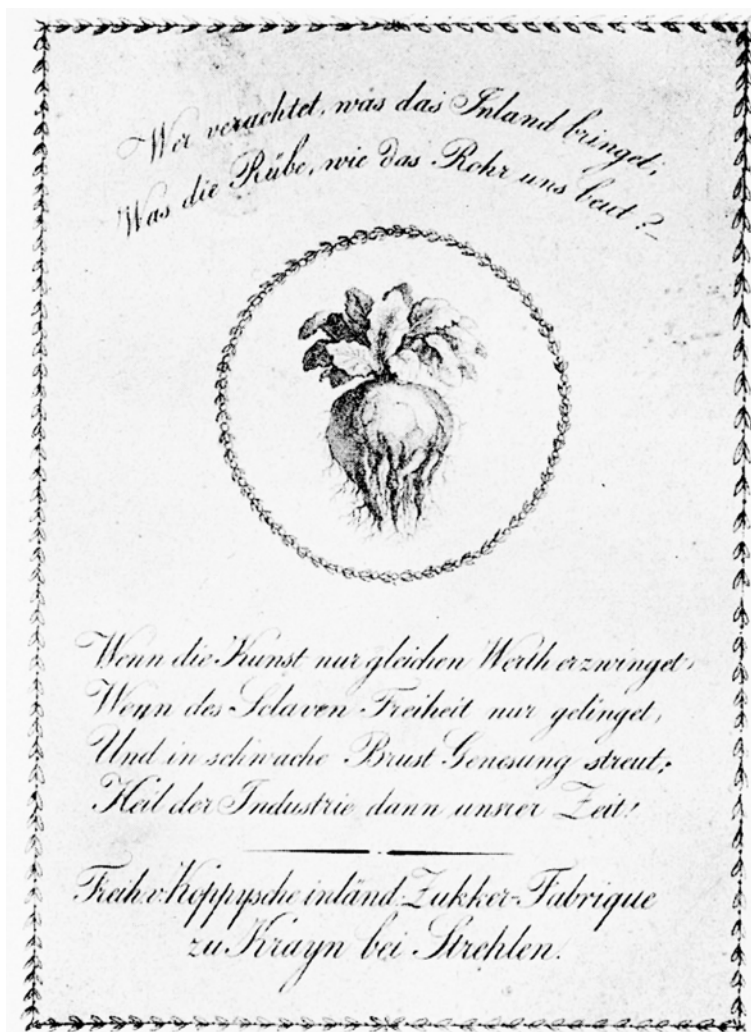 Wer verachtet, was das Inland bringet;
Was die Rübe, wie das Rohr uns beut?
Wenn die Kunst nur gleichen Werth erzwinget,
Wenn des Sclaven Freiheit nur gelinget,
Und in schwache Brust Genesung streut;
Heil der Industrie dann unsrer Zeit!
Freih. v. Koppysche inländ. Zukker-Fabrique
zu Krayn bei Strehlen.